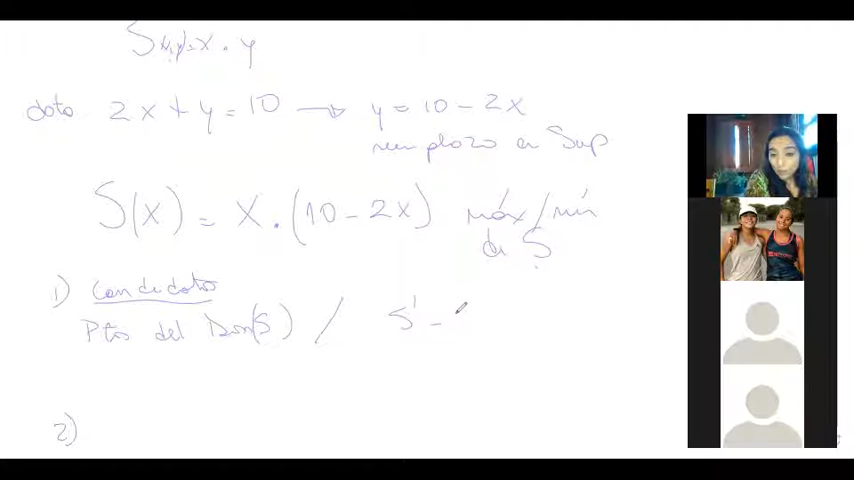 Sup = x . y
dato 2x + y = 10 → y = 10 - 2x
reemplazo en Sup
S(x) = x . (10 - 2x) máx/mín
de S
1) Candidatos
Ptos del Dom(S) / S' =
2)